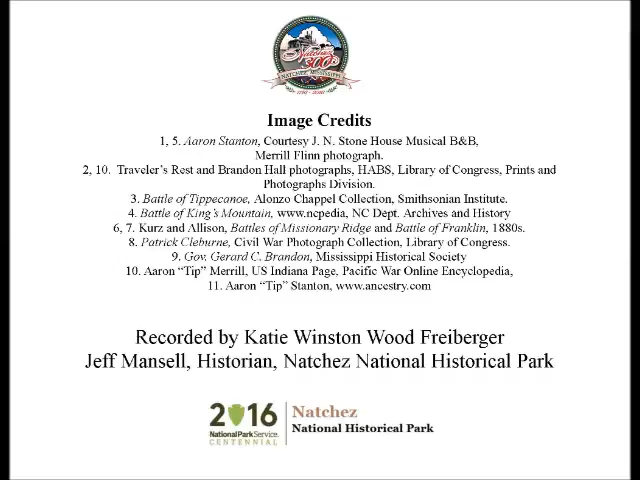 Natchez
300
NATCHEZ, MISSISSIPPI
1716 - 2016
Image Credits
1, 5. Aaron Stanton, Courtesy J. N. Stone House Musical B&B,
Merrill Flinn photograph.
2, 10.  Traveler's Rest and Brandon Hall photographs, HABS, Library of Congress, Prints and
Photographs Division.
3. Battle of Tippecanoe, Alonzo Chappel Collection, Smithsonian Institute.
4. Battle of King's Mountain, www.ncpedia, NC Dept. Archives and History
6, 7. Kurz and Allison, Battles of Missionary Ridge and Battle of Franklin, 1880s.
8. Patrick Cleburne, Civil War Photograph Collection, Library of Congress.
9. Gov. Gerard C. Brandon, Mississippi Historical Society
10. Aaron “Tip” Merrill, US Indiana Page, Pacific War Online Encyclopedia,
11. Aaron “Tip” Stanton, www.ancestry.com
Recorded by Katie Winston Wood Freiberger
Jeff Mansell, Historian, Natchez National Historical Park
2016
National Park Service
CENTENNIAL
Natchez
National Historical Park